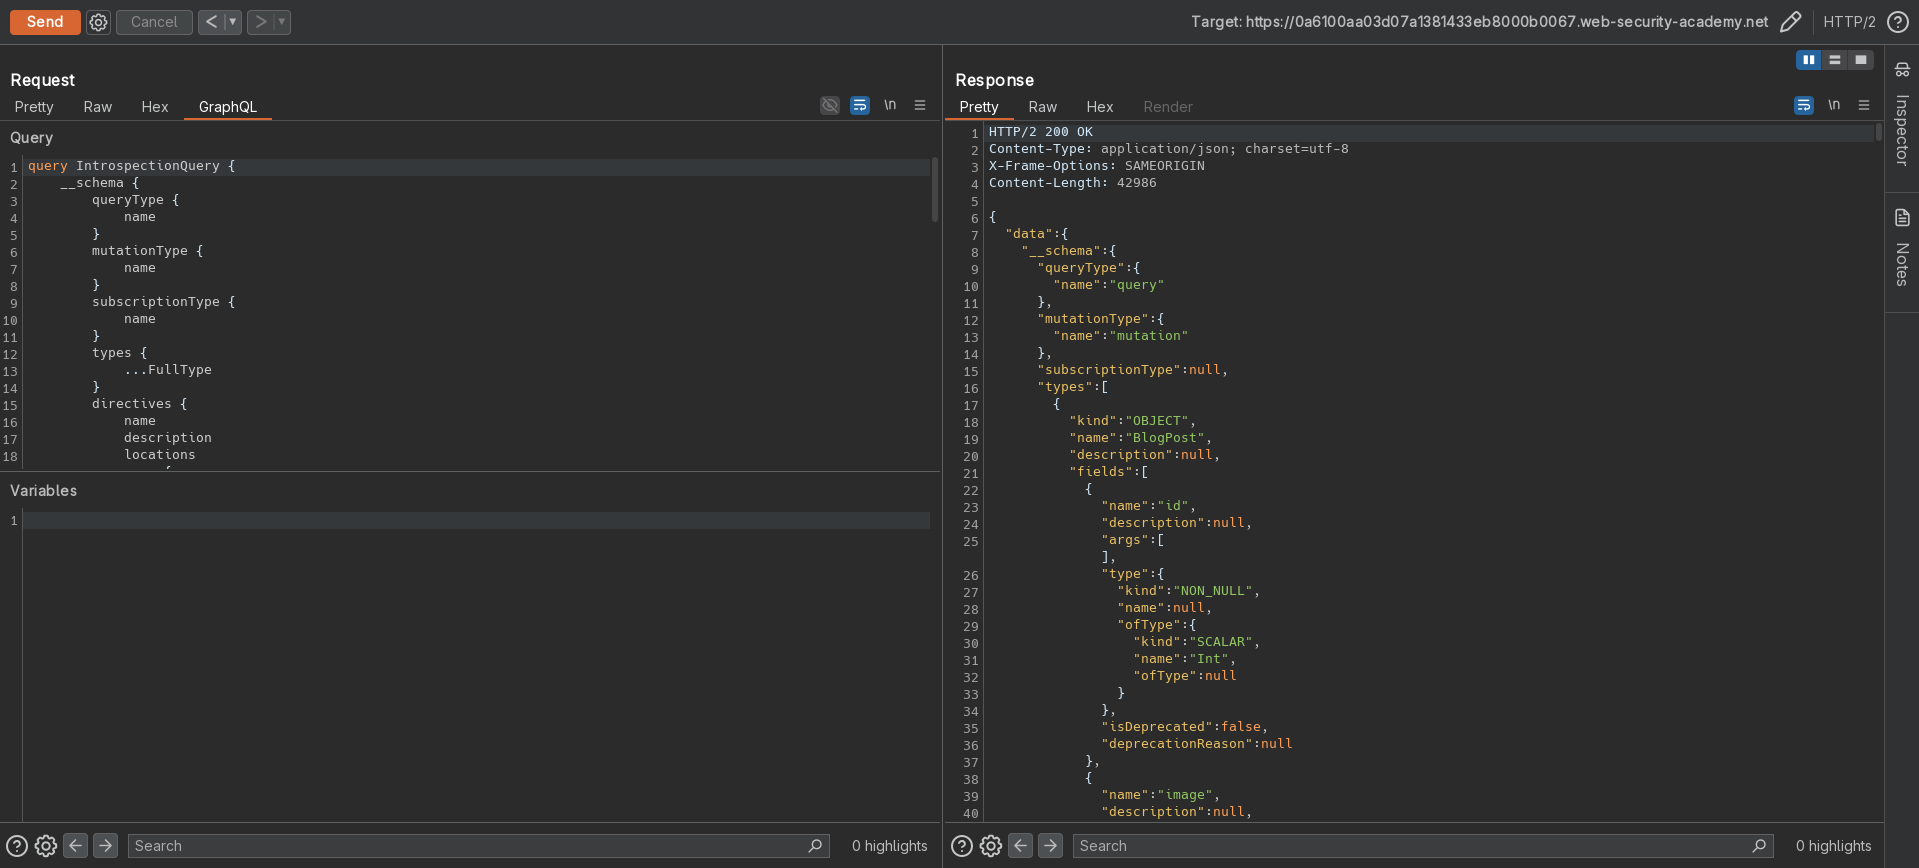 Send
Cancel
< ▼
> ▼
Target: https://0a6100aa03d07a1381433eb8000b0067.web-security-academy.net
HTTP/2
Request
Pretty Raw Hex GraphQL
\n
Query
1 query IntrospectionQuery {
2 __schema {
3 queryType {
4 name
5 }
6 mutationType {
7 name
8 }
9 subscriptionType {
10 name
11 }
12 types {
13 ...FullType
14 }
15 directives {
16 name
17 description
18 locations
Variables
1
Search
0 highlights
Response
Pretty Raw Hex Render
\n
1 HTTP/2 200 OK
2 Content-Type: application/json; charset=utf-8
3 X-Frame-Options: SAMEORIGIN
4 Content-Length: 42986
5
6 {
7 "data":{
8 "__schema":{
9 "queryType":{
10 "name":"query"
11 },
12 "mutationType":{
13 "name":"mutation"
14 },
15 "subscriptionType":null,
16 "types":[
17 {
18 "kind":"OBJECT",
19 "name":"BlogPost",
20 "description":null,
21 "fields":[
22 {
23 "name":"id",
24 "description":null,
25 "args":[
],
26 "type":{
27 "kind":"NON_NULL",
28 "name":null,
29 "ofType":{
30 "kind":"SCALAR",
31 "name":"Int",
32 "ofType":null
33 }
34 },
35 "isDeprecated":false,
36 "deprecationReason":null
37 },
38 {
39 "name":"image",
40 "description":null,
Search
0 highlights
Inspector
Notes